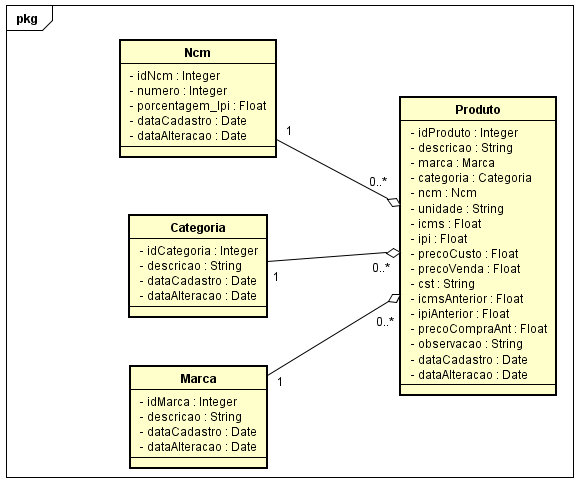 pkg
Ncm
- idNcm : Integer
- numero : Integer
- porcentagem_Ipi : Float
- dataCadastro : Date
- dataAlteracao : Date
1
0..*
Categoria
- idCategoria : Integer
- descricao : String
- dataCadastro : Date
- dataAlteracao : Date
1
0..*
Marca
- idMarca : Integer
- descricao : String
- dataCadastro : Date
- dataAlteracao : Date
1
0..*
Produto
- idProduto : Integer
- descricao : String
- marca : Marca
- categoria : Categoria
- ncm : Ncm
- unidade : String
- icms : Float
- ipi : Float
- precoCusto : Float
- precoVenda : Float
- cst : String
- icmsAnterior : Float
- ipiAnterior : Float
- precoCompraAnt : Float
- observacao : String
- dataCadastro : Date
- dataAlteracao : Date